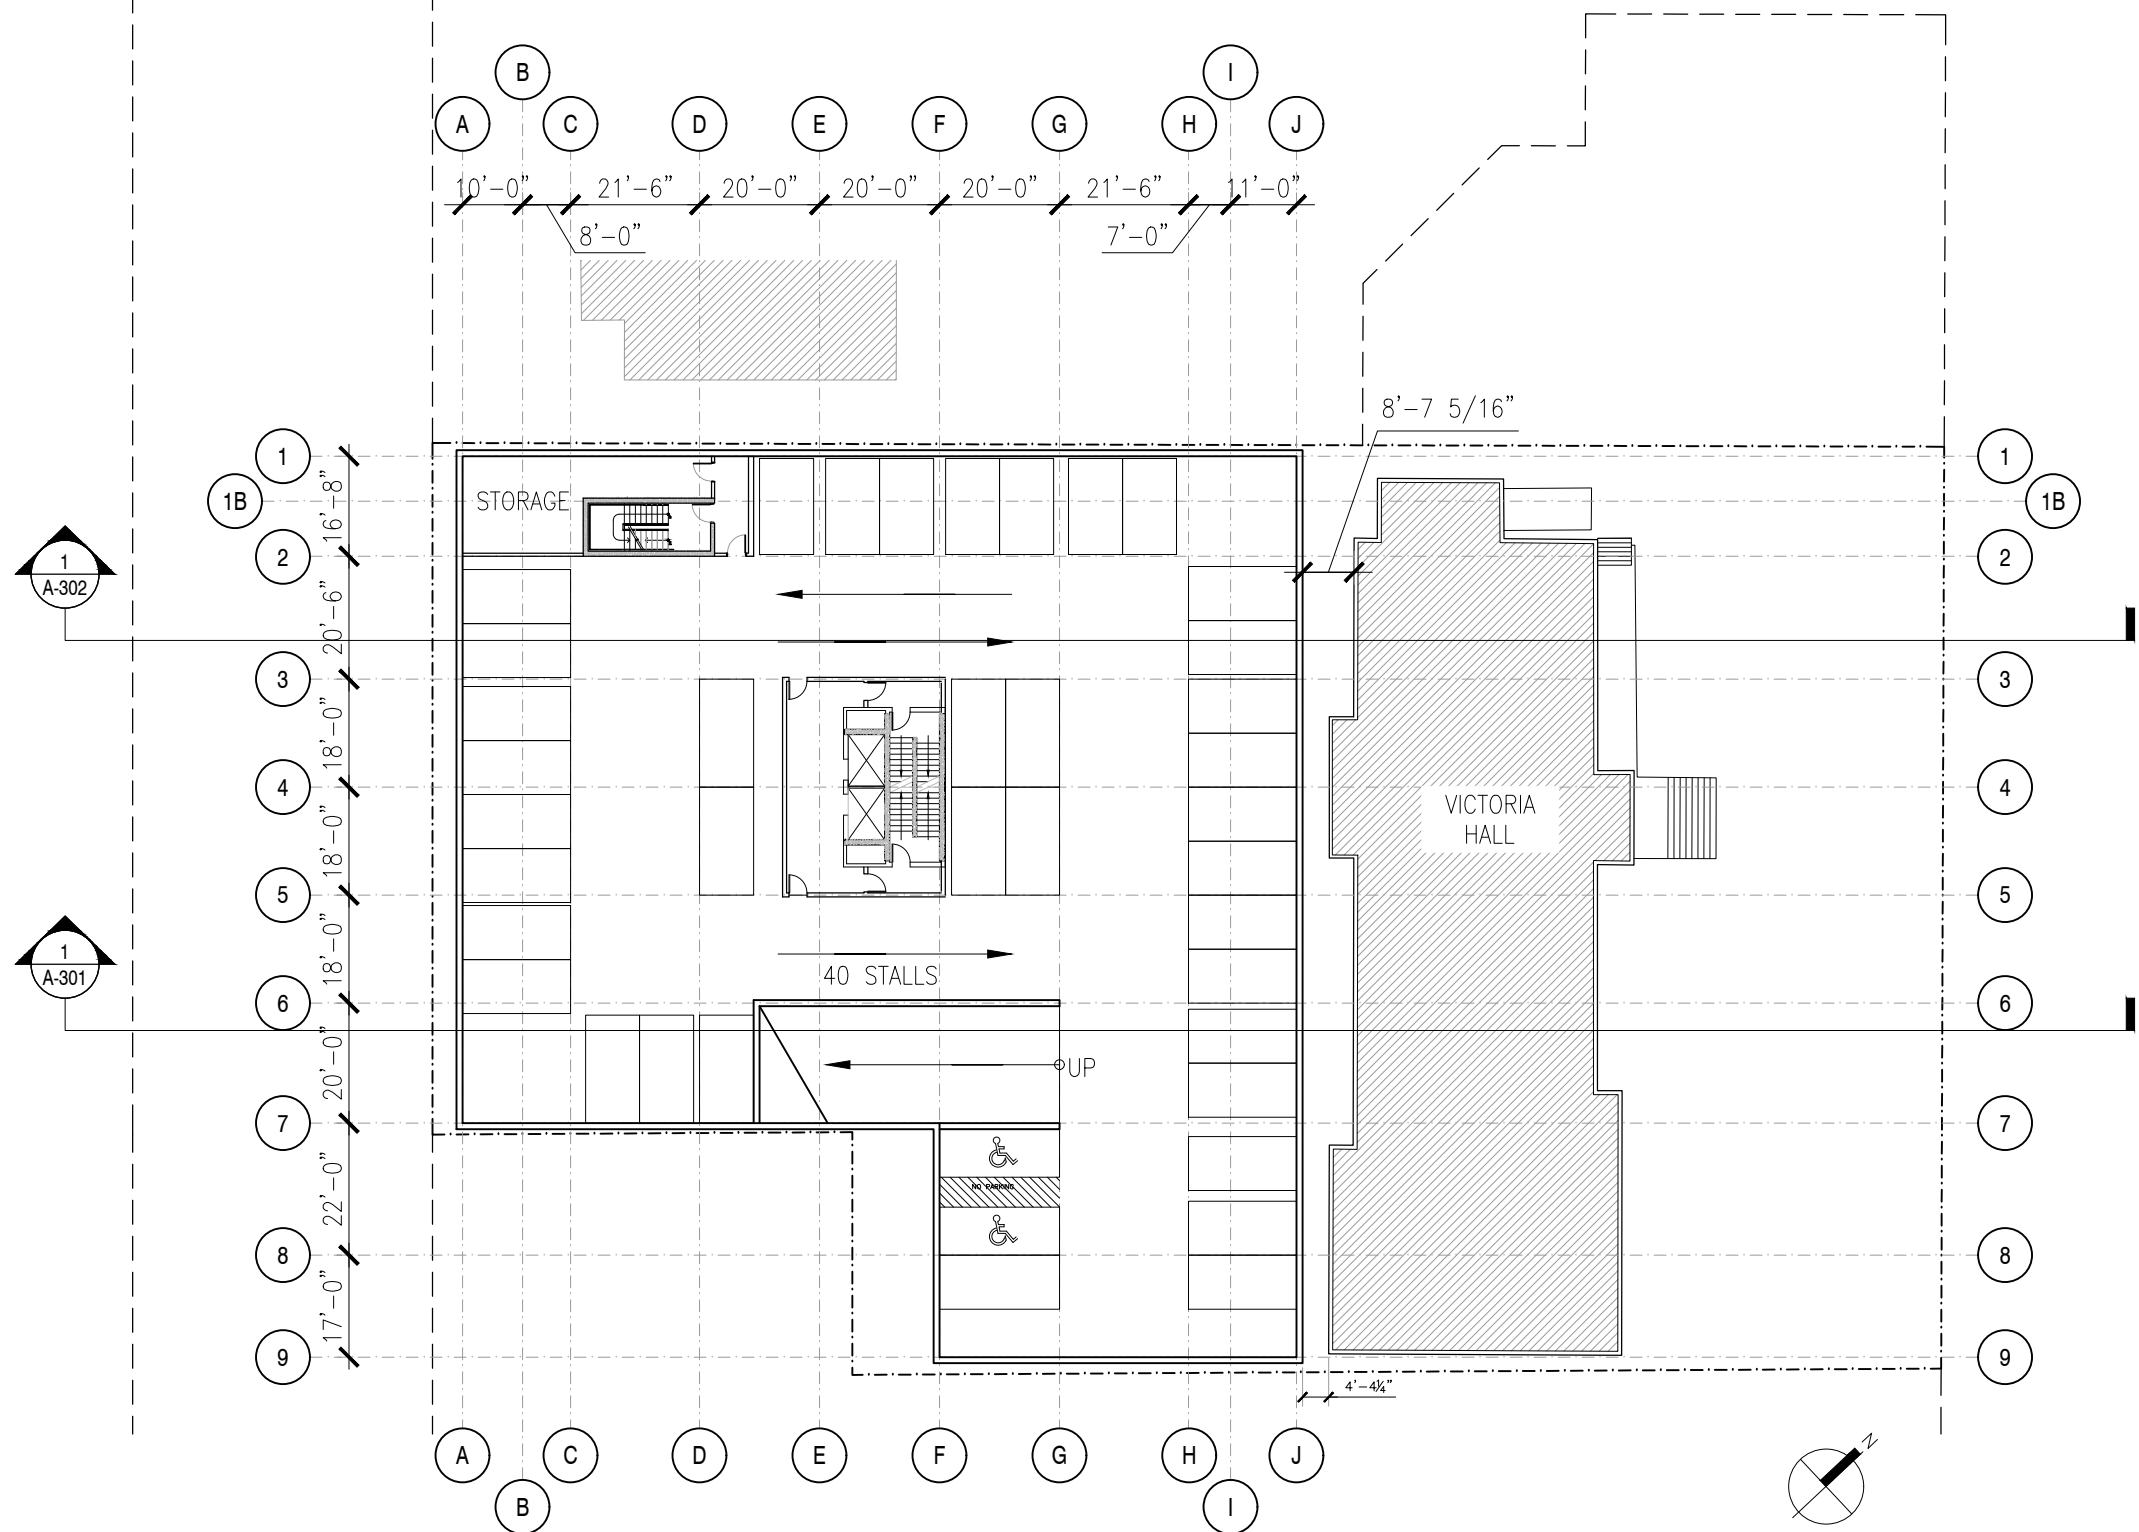 B I
A C D E F G H J
10'-0" 21'-6" 20'-0" 20'-0" 20'-0" 21'-6" 11'-0"
8'-0" 7'-0"
8'-7 5/16"
1 1
STORAGE
1B 1B
16'-8"
2 2
1
A-302
20'-6"
3 3
18'-0"
4 4
VICTORIA
HALL
18'-0"
5 5
1
A-301
18'-0"
40 STALLS
6 6
20'-0"
UP
7 7
22'-0"
NO PARKING
8 8
17'-0"
9 9
4'-4¼"
N
A C D E F G H J
B I